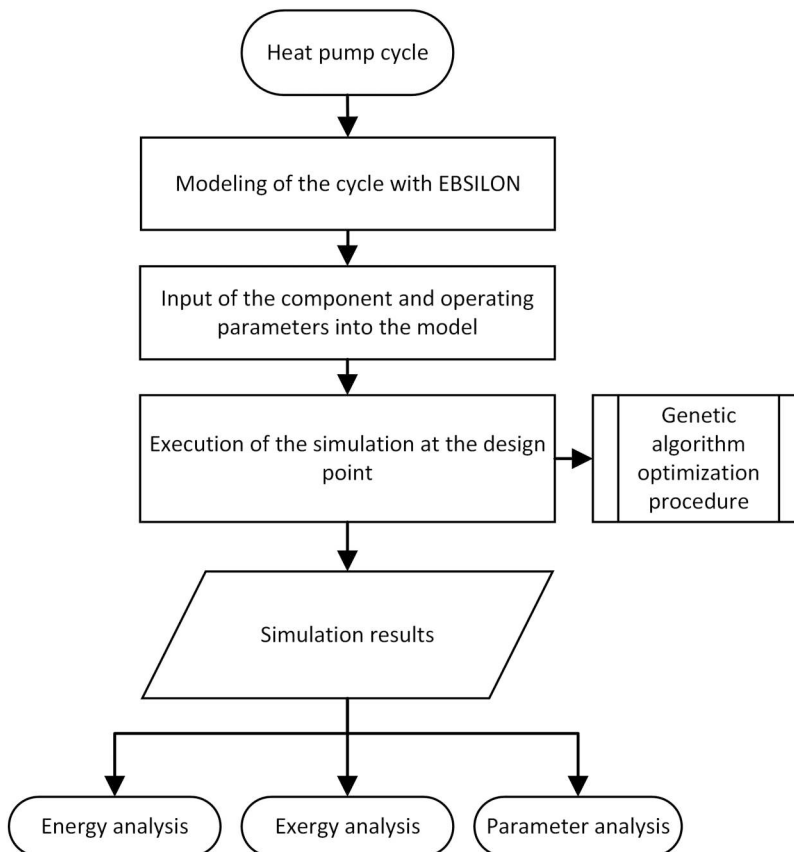 Heat pump cycle
Modeling of the cycle with EBSILON
Input of the component and operating
parameters into the model
Execution of the simulation at the design
point
Genetic
algorithm
optimization
procedure
Simulation results
Energy analysis
Exergy analysis
Parameter analysis